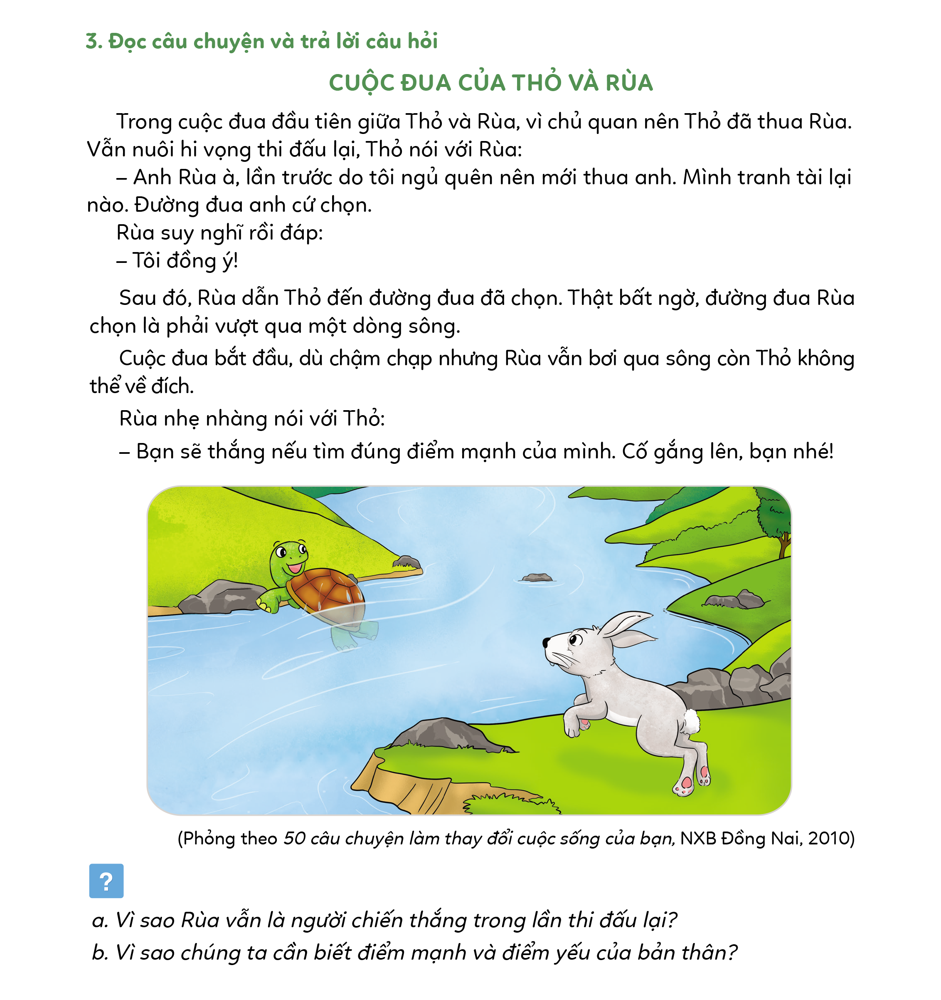 3. Đọc câu chuyện và trả lời câu hỏi
CUỘC ĐUA CỦA THỎ VÀ RÙA
Trong cuộc đua đầu tiên giữa Thỏ và Rùa, vì chủ quan nên Thỏ đã thua Rùa.
Vẫn nuôi hi vọng thi đấu lại, Thỏ nói với Rùa:
– Anh Rùa à, lần trước do tôi ngủ quên nên mới thua anh. Mình tranh tài lại
nào. Đường đua anh cứ chọn.
Rùa suy nghĩ rồi đáp:
– Tôi đồng ý!
Sau đó, Rùa dẫn Thỏ đến đường đua đã chọn. Thật bất ngờ, đường đua Rùa
chọn là phải vượt qua một dòng sông.
Cuộc đua bắt đầu, dù chậm chạp nhưng Rùa vẫn bơi qua sông còn Thỏ không
thể về đích.
Rùa nhẹ nhàng nói với Thỏ:
– Bạn sẽ thắng nếu tìm đúng điểm mạnh của mình. Cố gắng lên, bạn nhé!
(Phỏng theo 50 câu chuyện làm thay đổi cuộc sống của bạn, NXB Đồng Nai, 2010)
?
a. Vì sao Rùa vẫn là người chiến thắng trong lần thi đấu lại?
b. Vì sao chúng ta cần biết điểm mạnh và điểm yếu của bản thân?